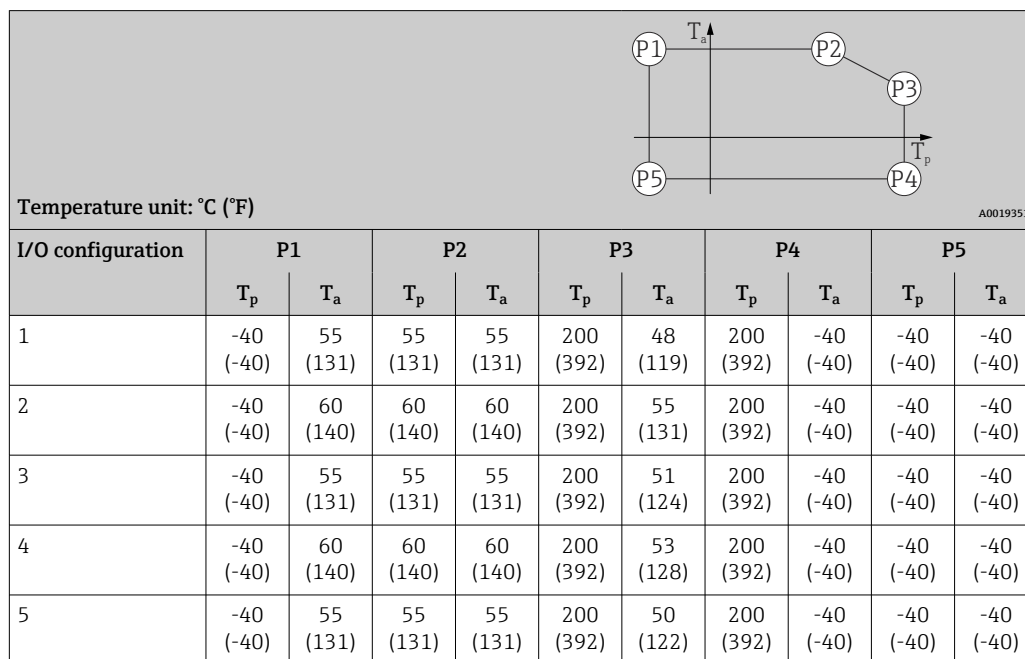 Ta
P1
P2
P3
Tp
P5
P4
Temperature unit: °C (°F)
A0019351
I/O configuration P1 P2 P3 P4 P5
Tp Ta Tp Ta Tp Ta Tp Ta Tp Ta
1 -40 55 55 55 200 48 200 -40 -40 -40
(-40) (131) (131) (131) (392) (119) (392) (-40) (-40) (-40)
2 -40 60 60 60 200 55 200 -40 -40 -40
(-40) (140) (140) (140) (392) (131) (392) (-40) (-40) (-40)
3 -40 55 55 55 200 51 200 -40 -40 -40
(-40) (131) (131) (131) (392) (124) (392) (-40) (-40) (-40)
4 -40 60 60 60 200 53 200 -40 -40 -40
(-40) (140) (140) (140) (392) (128) (392) (-40) (-40) (-40)
5 -40 55 55 55 200 50 200 -40 -40 -40
(-40) (131) (131) (131) (392) (122) (392) (-40) (-40) (-40)